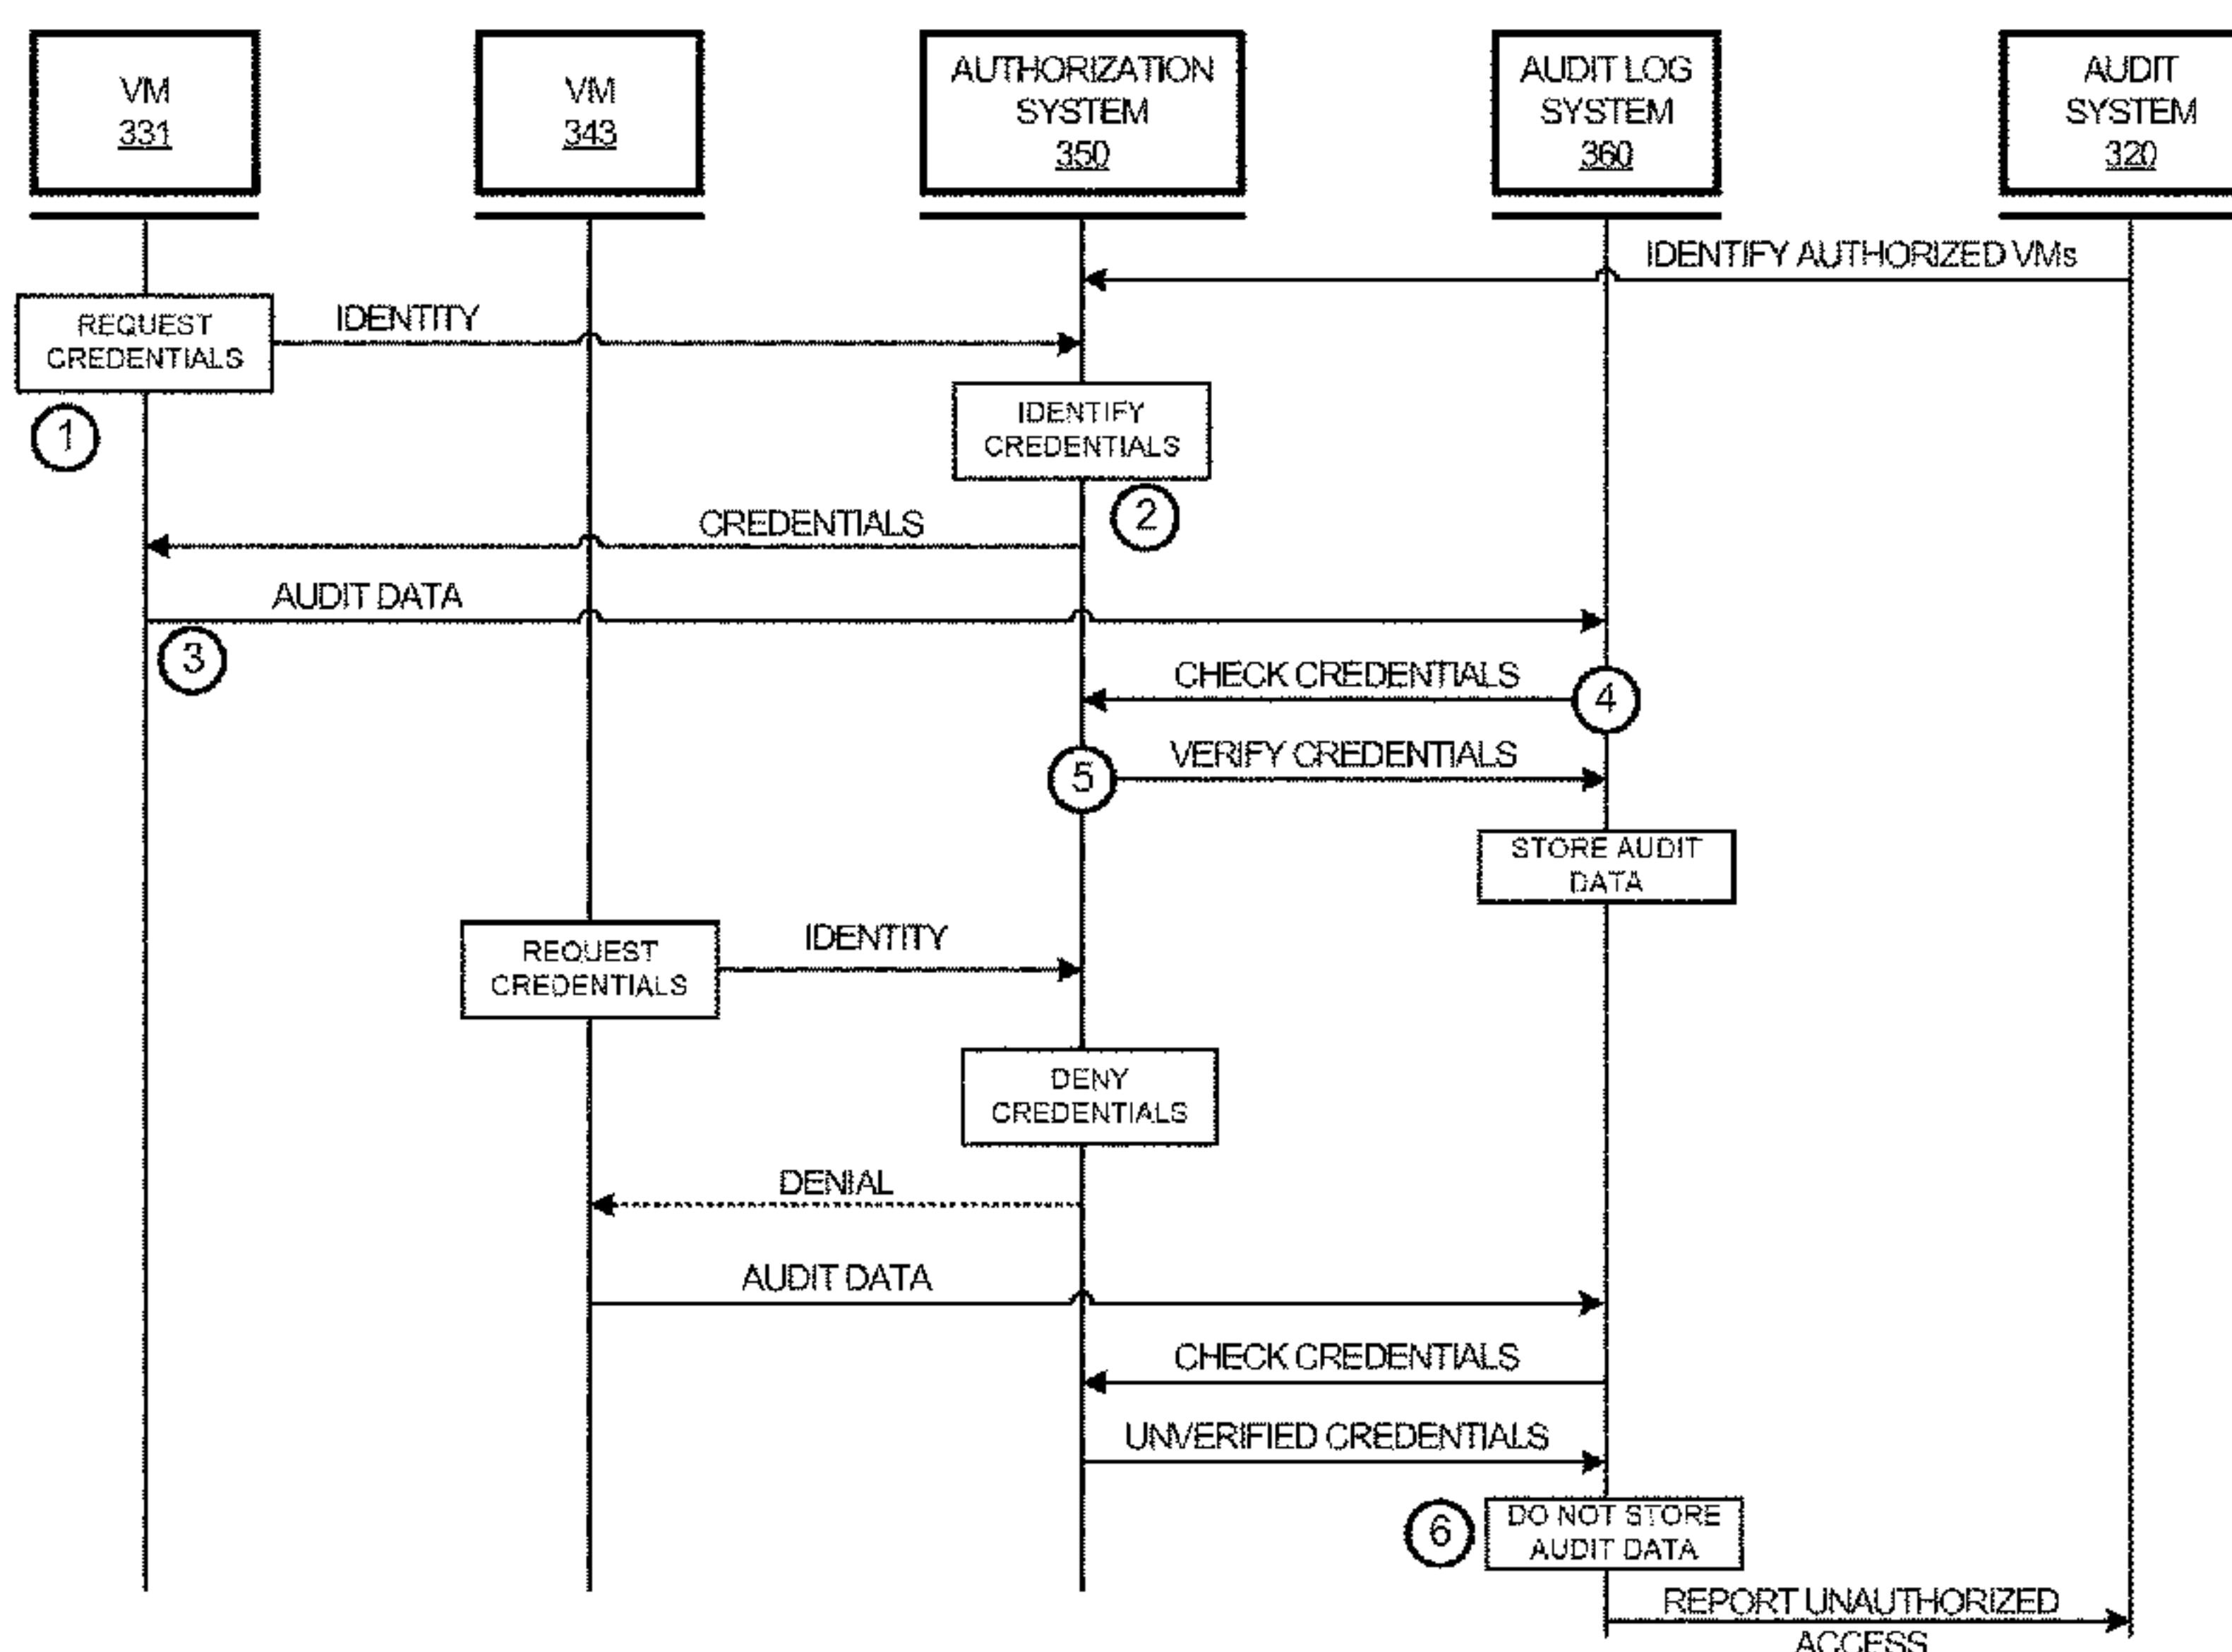 VM
331
VM
343
AUTHORIZATION
SYSTEM
350
AUDIT LOG
SYSTEM
360
AUDIT
SYSTEM
320
IDENTIFY AUTHORIZED VMs
REQUEST
CREDENTIALS
IDENTITY
1
IDENTIFY
CREDENTIALS
2
CREDENTIALS
AUDIT DATA
3
CHECK CREDENTIALS
4
5
VERIFY CREDENTIALS
STORE AUDIT
DATA
REQUEST
CREDENTIALS
IDENTITY
DENY
CREDENTIALS
DENIAL
AUDIT DATA
CHECK CREDENTIALS
UNVERIFIED CREDENTIALS
6
DO NOT STORE
AUDIT DATA
REPORT UNAUTHORIZED
ACCESS